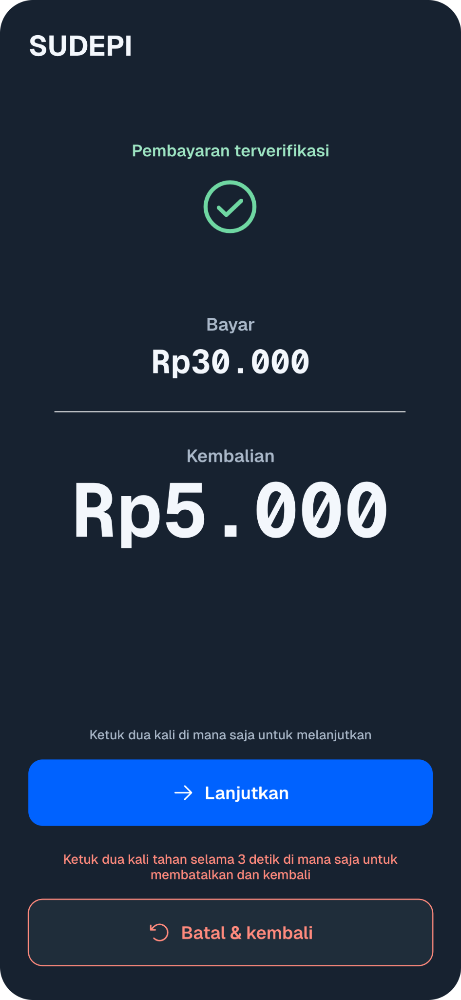 SUDEPI
Pembayaran terverifikasi
Bayar
Rp30.000
Kembalian
Rp5.000
Ketuk dua kali di mana saja untuk melanjutkan
Lanjutkan
Ketuk dua kali tahan selama 3 detik di mana saja untuk
membatalkan dan kembali
Batal & kembali